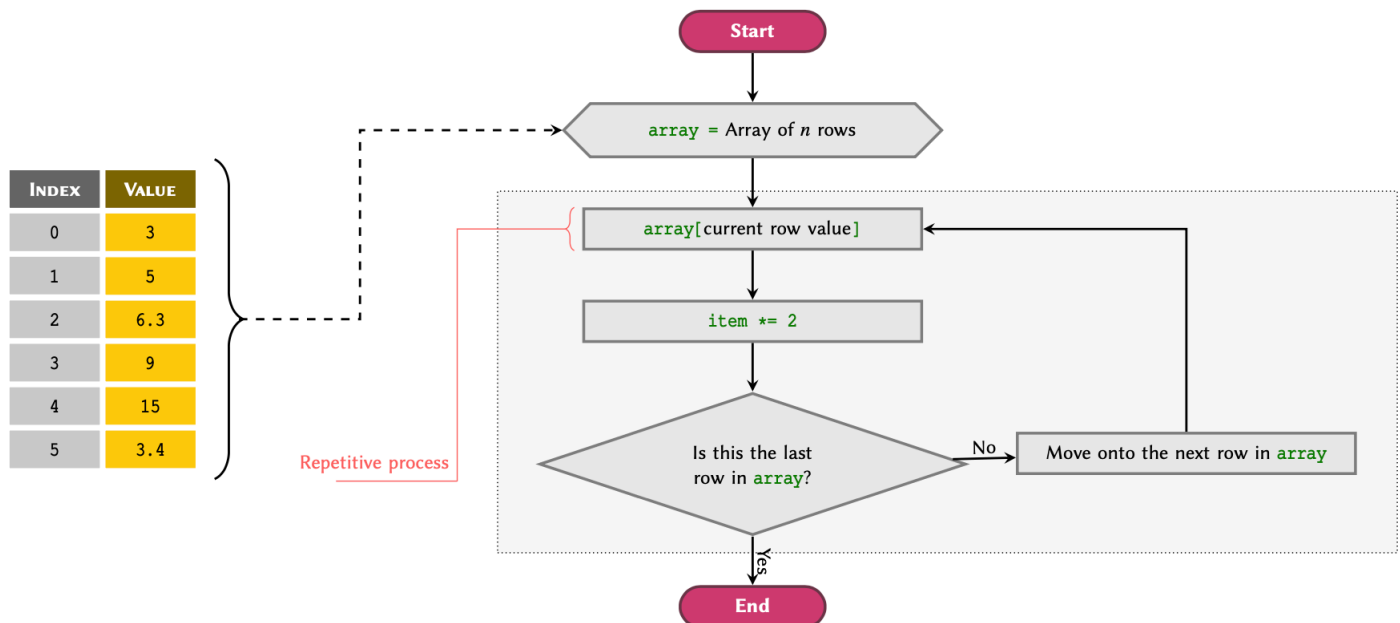 Start
array = Array of n rows
INDEX VALUE
0 3
1 5
2 6.3
3 9
4 15
5 3.4
array[current row value]
item *= 2
Repetitive process
Is this the last
row in array?
No
Move onto the next row in array
Yes
End